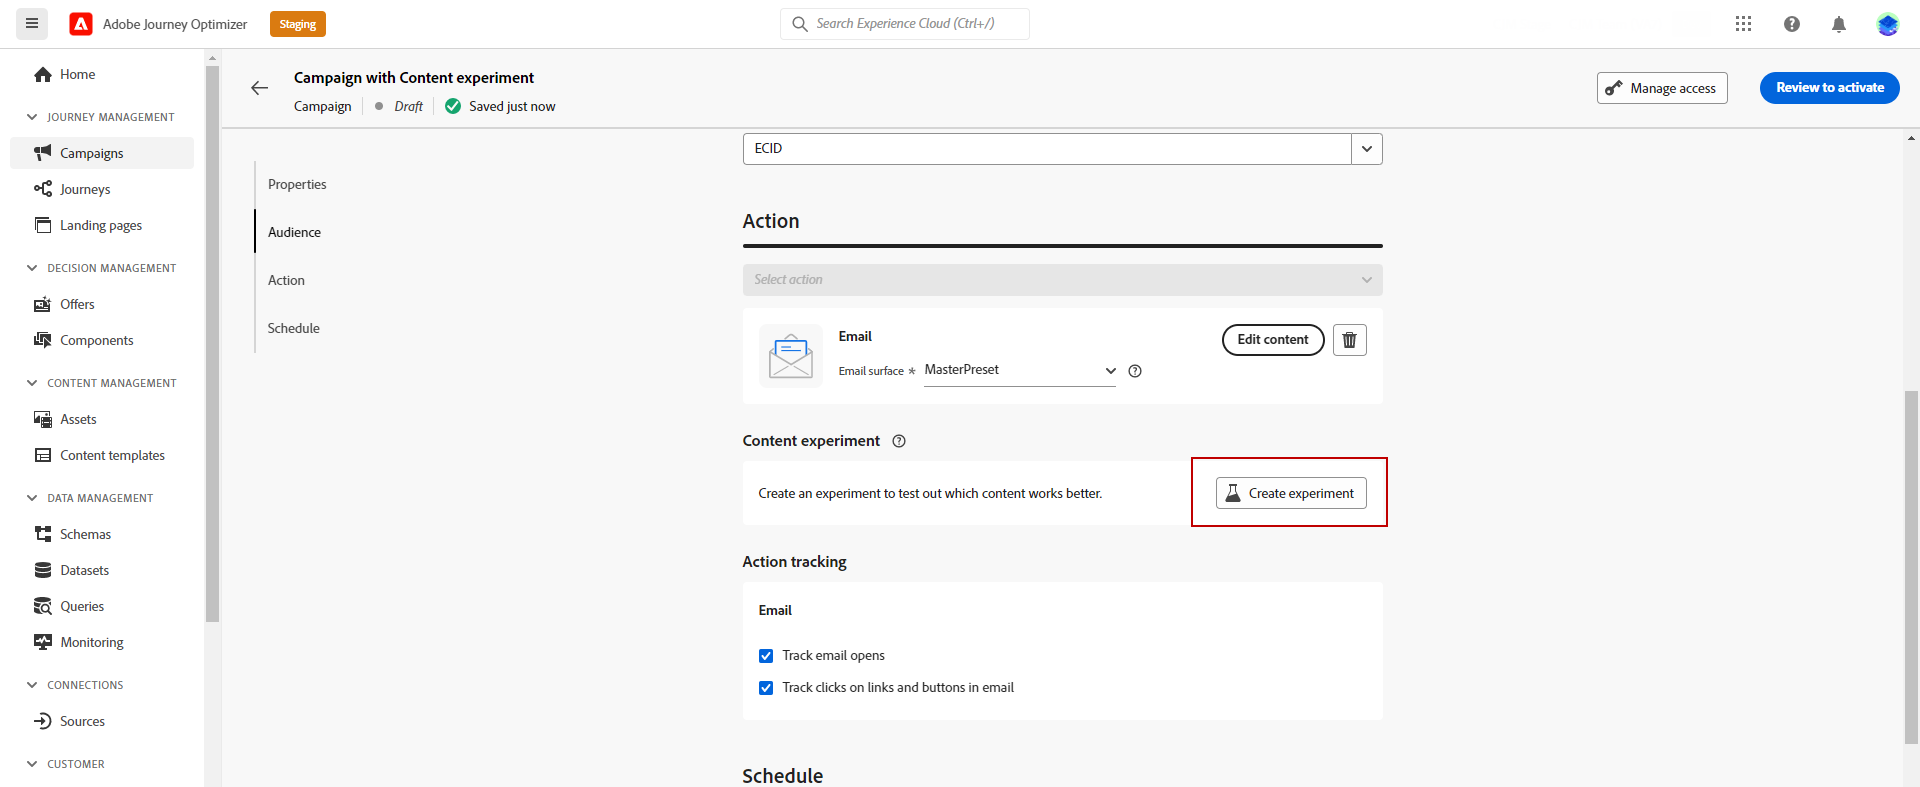 Adobe Journey Optimizer
Staging
Search Experience Cloud (Ctrl+/)
Home
JOURNEY MANAGEMENT
Campaigns
Journeys
Landing pages
DECISION MANAGEMENT
Offers
Components
CONTENT MANAGEMENT
Assets
Content templates
DATA MANAGEMENT
Schemas
Datasets
Queries
Monitoring
CONNECTIONS
Sources
CUSTOMER
Campaign with Content experiment
Campaign
Draft
Saved just now
Manage access
Review to activate
Properties
Audience
Action
Schedule
ECID
Action
Select action
Email
Email surface *
MasterPreset
Edit content
Content experiment
Create an experiment to test out which content works better.
Create experiment
Action tracking
Email
Track email opens
Track clicks on links and buttons in email
Schedule